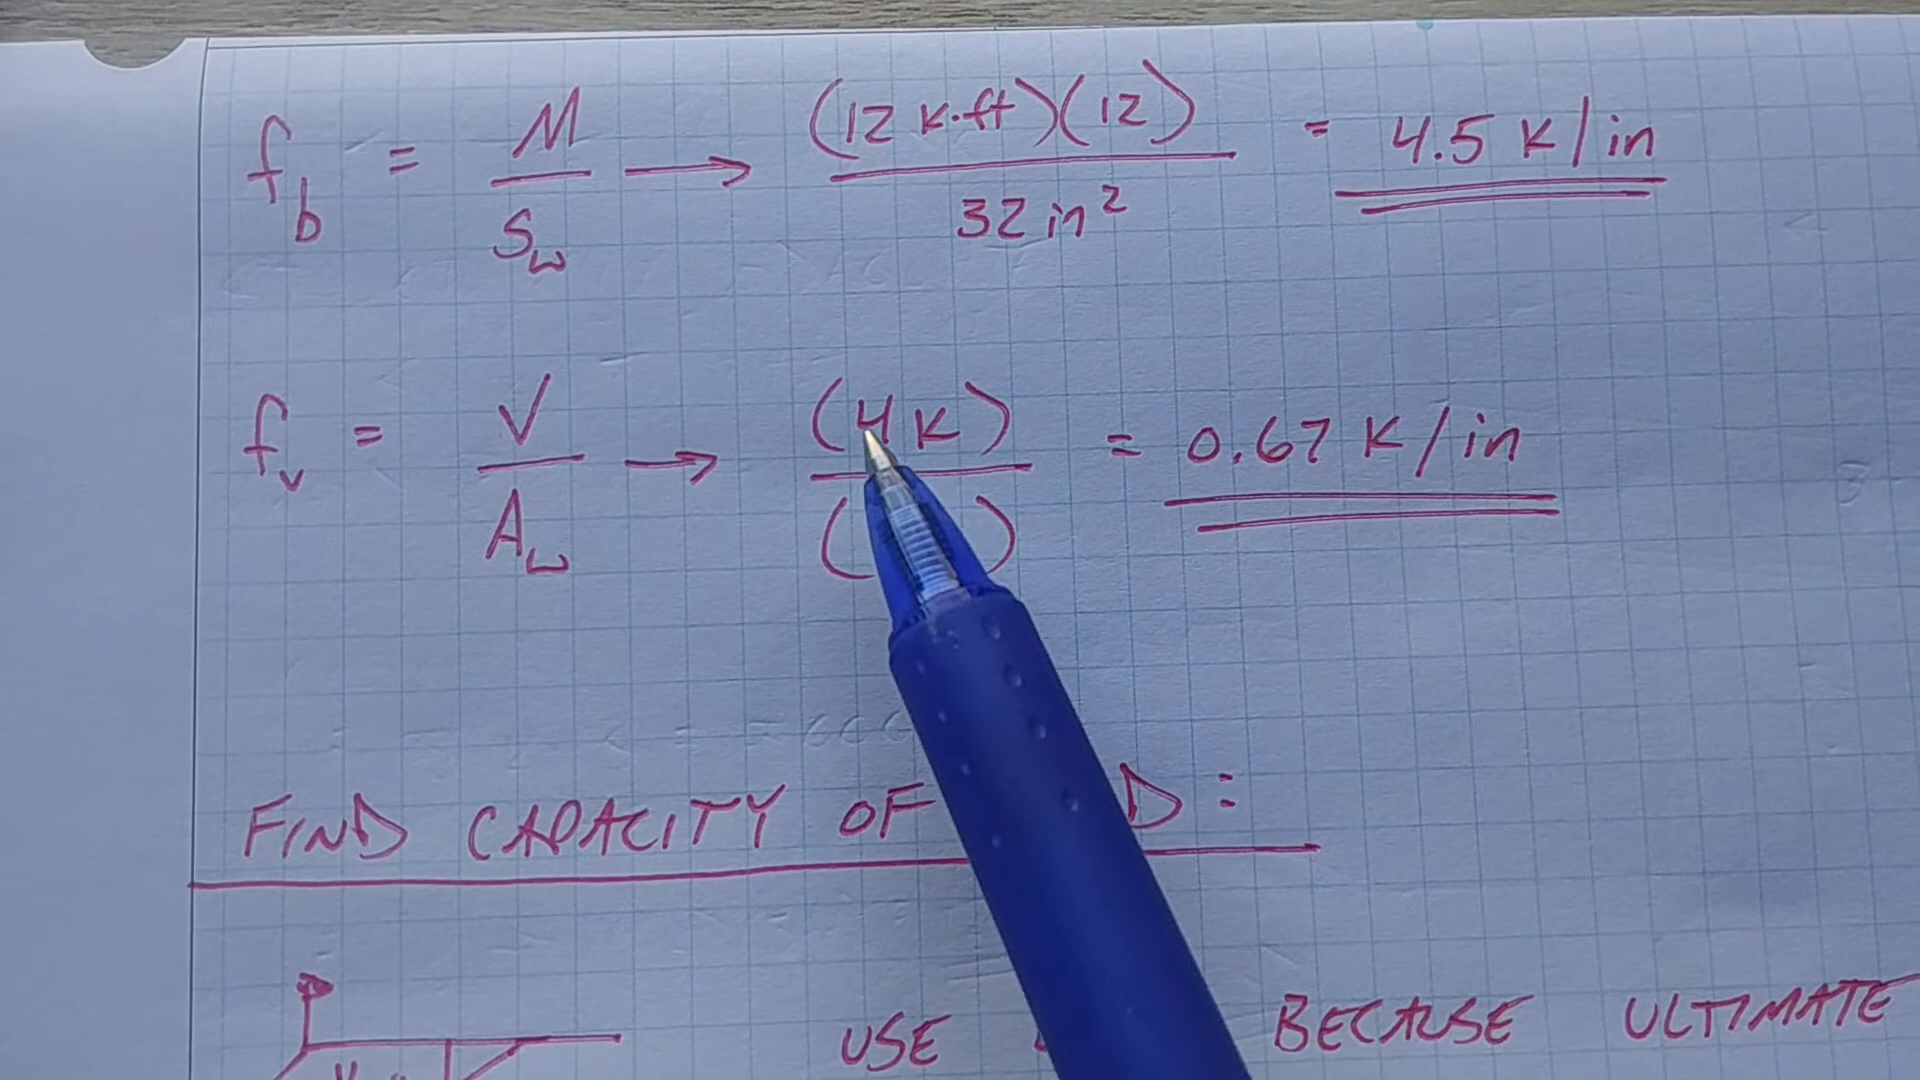 f_b = M / S_w → (12 K·ft)(12) / 32 in² = 4.5 K/in
f_v = V / A_w → (4K) / ( ) = 0.67 K/in
FIND CAPACITY OF D:
USE BECAUSE ULTIMATE
V